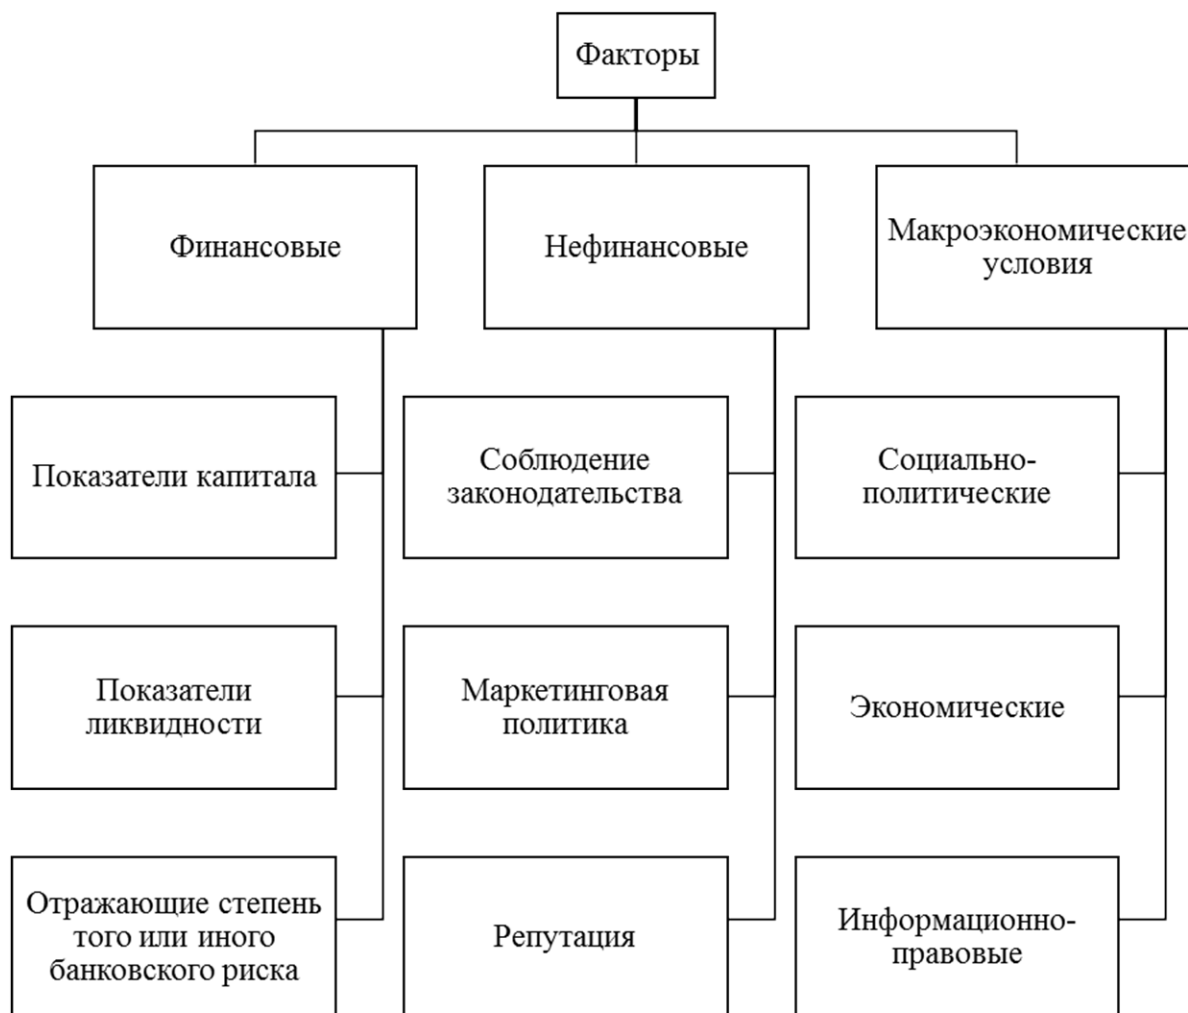 Факторы
Финансовые
Нефинансовые
Макроэкономические
условия
Показатели капитала
Соблюдение
законодательства
Социально-
политические
Показатели
ликвидности
Маркетинговая
политика
Экономические
Отражающие степень
того или иного
банковского риска
Репутация
Информационно-
правовые